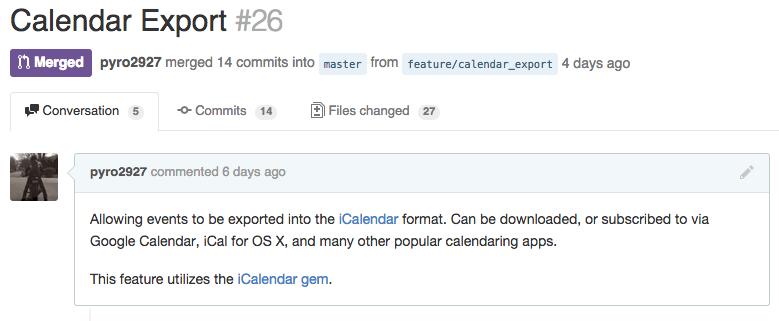 Calendar Export #26
Merged pyro2927 merged 14 commits into master from feature/calendar_export 4 days ago
Conversation 5 Commits 14 Files changed 27
pyro2927 commented 6 days ago
Allowing events to be exported into the iCalendar format. Can be downloaded, or subscribed to via
Google Calendar, iCal for OS X, and many other popular calendaring apps.
This feature utilizes the iCalendar gem.